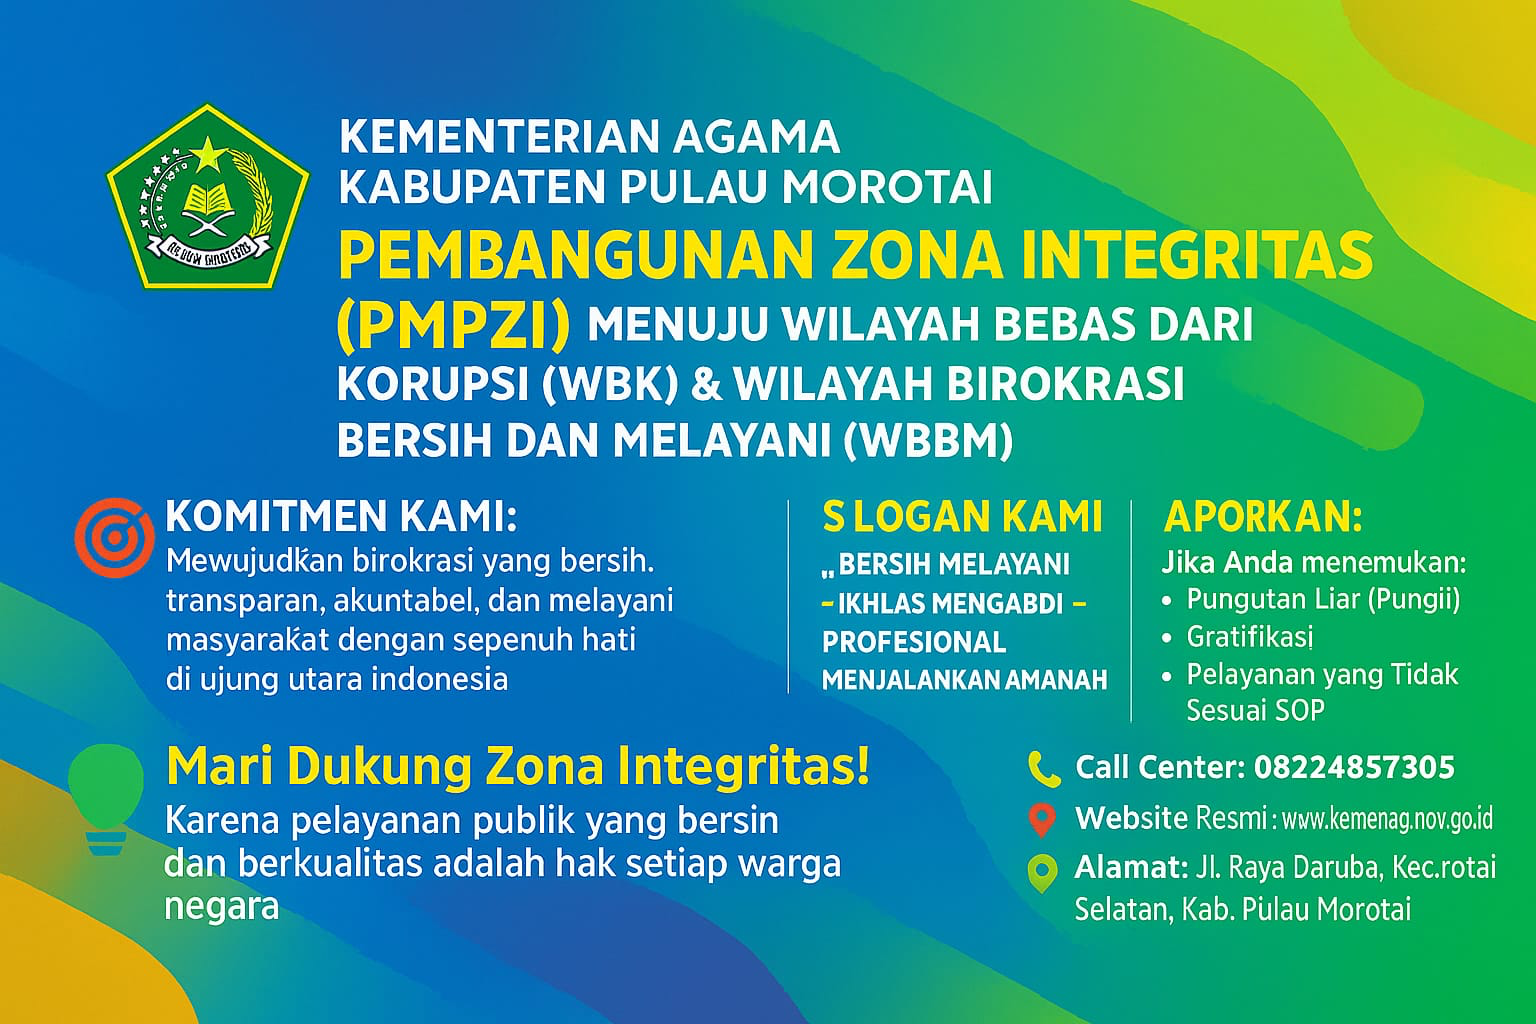 KEMENTERIAN AGAMA
KABUPATEN PULAU MOROTAI
PEMBANGUNAN ZONA INTEGRITAS
(PMPZI) MENUJU WILAYAH BEBAS DARI
KORUPSI (WBK) & WILAYAH BIROKRASI
BERSIH DAN MELAYANI (WBBM)
KOMITMEN KAMI:
Mewujudkan birokrasi yang bersih.
transparan, akuntabel, dan melayani
masyarakat dengan sepenuh hati
di ujung utara indonesia
SLOGAN KAMI
„BERSIH MELAYANI
- IKHLAS MENGABDI -
PROFESIONAL
MENJALANKAN AMANAH
APORKAN:
Jika Anda menemukan:
• Pungutan Liar (Pungii)
• Gratifikasi
• Pelayanan yang Tidak
Sesuai SOP
Mari Dukung Zona Integritas!
Karena pelayanan publik yang bersin
dan berkualitas adalah hak setiap warga
negara
Call Center: 08224857305
Website Resmi: www.kemenag.nov.go.id
Alamat: Jl. Raya Daruba, Kec.rotai
Selatan, Kab. Pulau Morotai